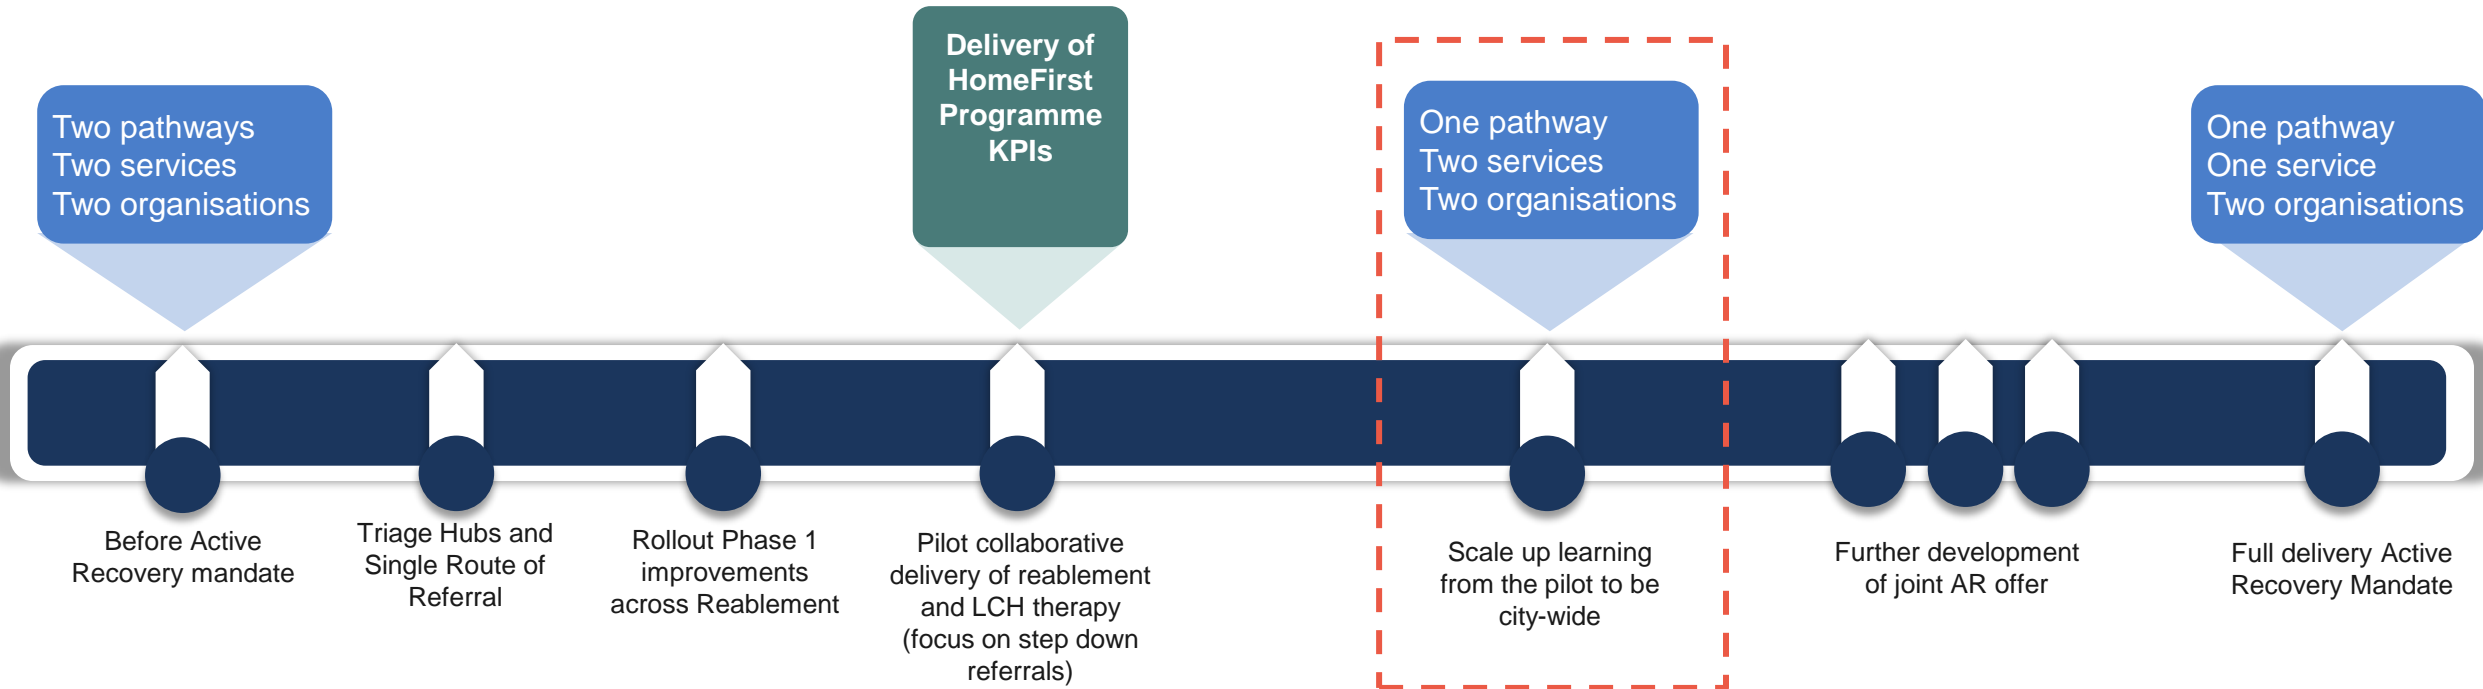 Two pathways
Two services
Two organisations
Delivery of
HomeFirst
Programme
KPIs
One pathway
Two services
Two organisations
One pathway
One service
Two organisations
Before Active
Recovery mandate
Triage Hubs and
Single Route of
Referral
Rollout Phase 1
improvements
across Reablement
Pilot collaborative
delivery of reablement
and LCH therapy
(focus on step down
referrals)
Scale up learning
from the pilot to be
city-wide
Further development
of joint AR offer
Full delivery Active
Recovery Mandate